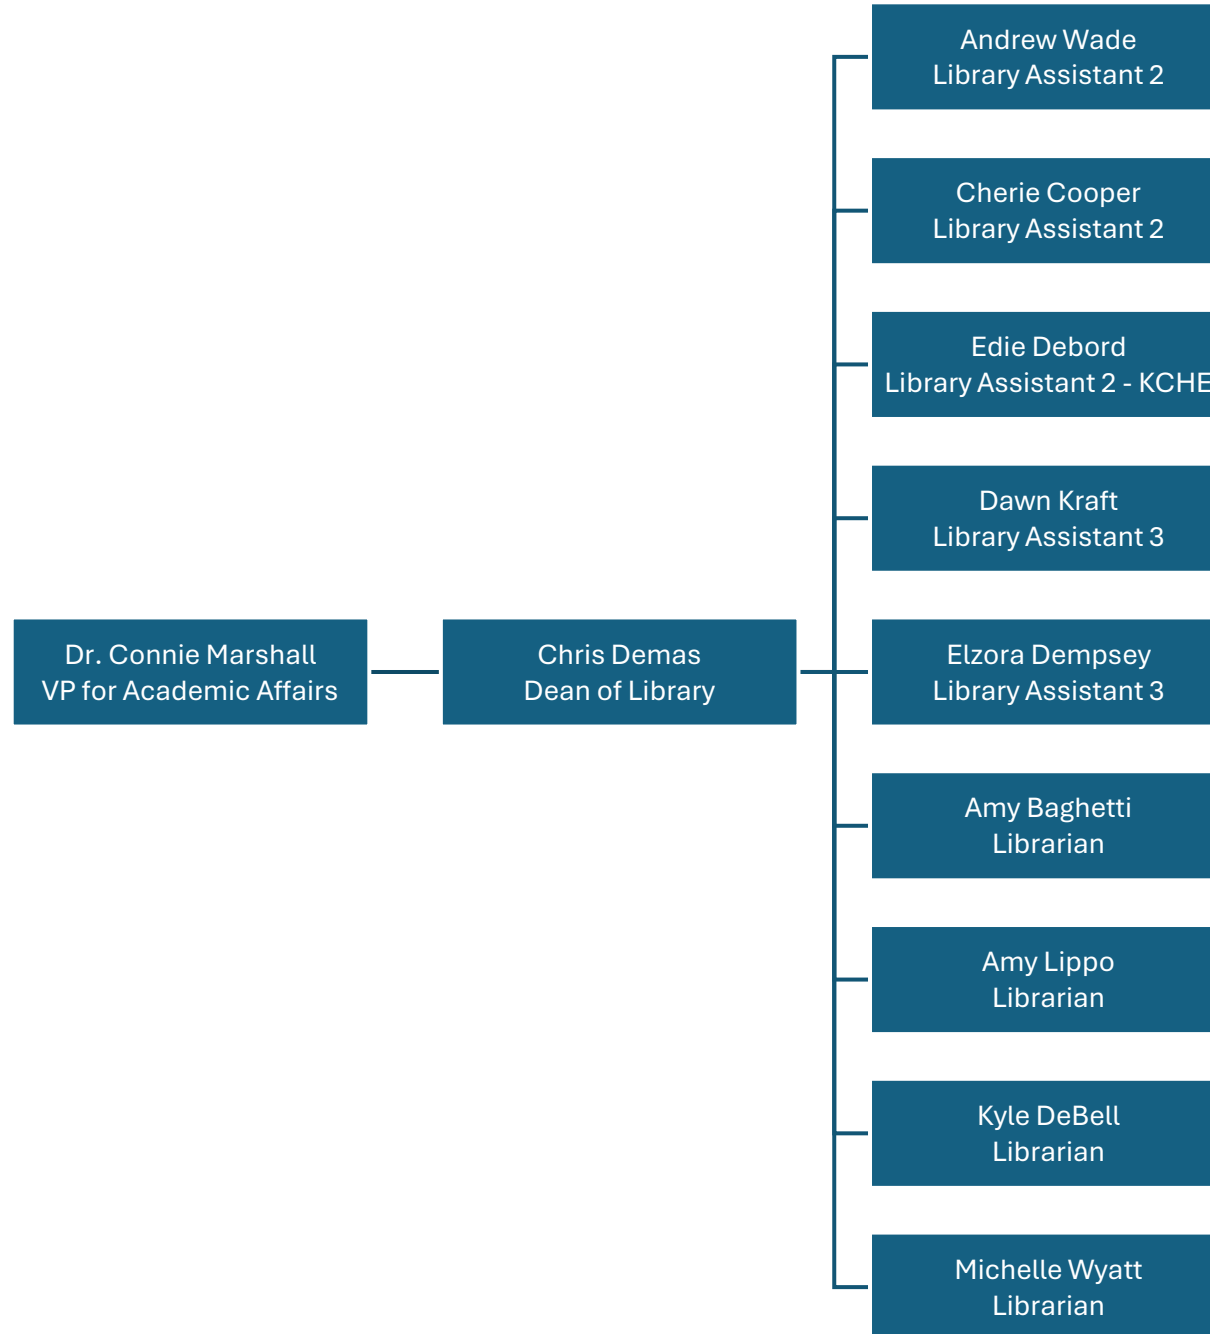 Andrew Wade
Library Assistant 2
Cherie Cooper
Library Assistant 2
Edie Debord
Library Assistant 2 - KCHE
Dawn Kraft
Library Assistant 3
Dr. Connie Marshall
VP for Academic Affairs
Chris Demas
Dean of Library
Elzora Dempsey
Library Assistant 3
Amy Baghetti
Librarian
Amy Lippo
Librarian
Kyle DeBell
Librarian
Michelle Wyatt
Librarian